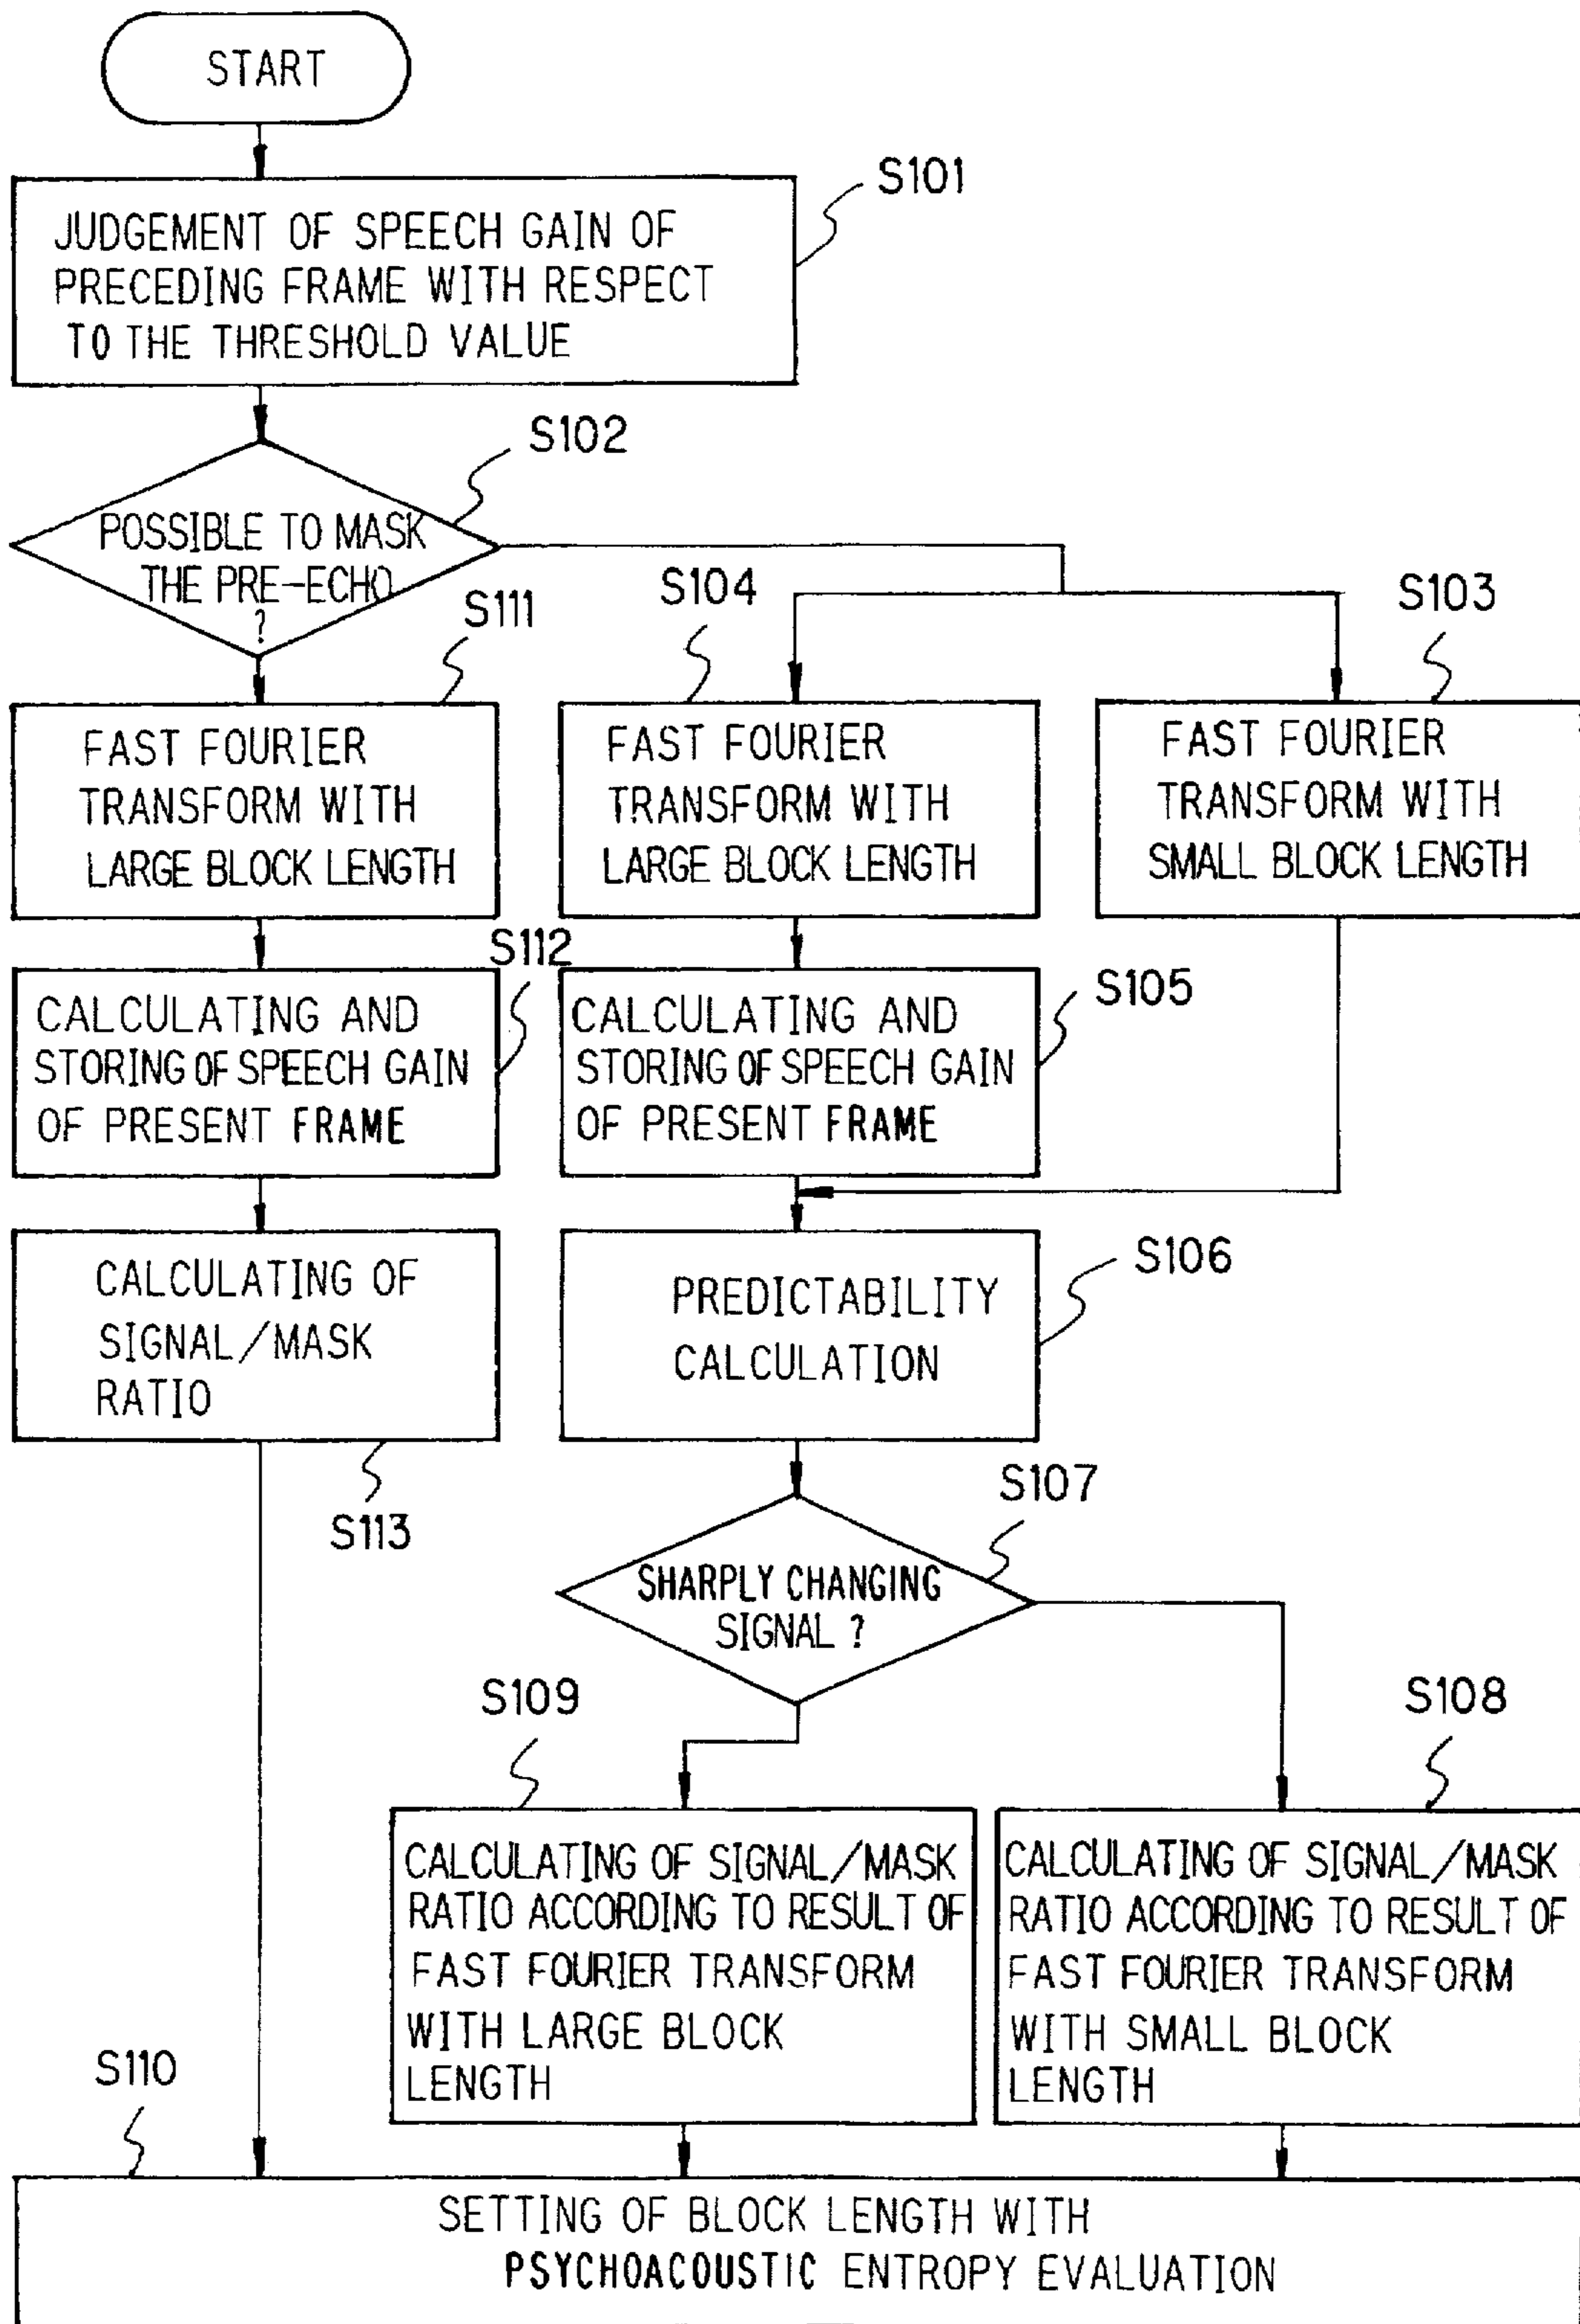 START
S101
JUDGEMENT OF SPEECH GAIN OF
PRECEDING FRAME WITH RESPECT
TO THE THRESHOLD VALUE
S102
POSSIBLE TO MASK
THE PRE-ECHO
?
S111
S104
S103
FAST FOURIER
TRANSFORM WITH
LARGE BLOCK LENGTH
FAST FOURIER
TRANSFORM WITH
LARGE BLOCK LENGTH
FAST FOURIER
TRANSFORM WITH
SMALL BLOCK LENGTH
S112
S105
CALCULATING AND
STORING OF SPEECH GAIN
OF PRESENT FRAME
CALCULATING AND
STORING OF SPEECH GAIN
OF PRESENT FRAME
CALCULATING OF
SIGNAL/MASK
RATIO
S113
S106
PREDICTABILITY
CALCULATION
S107
SHARPLY CHANGING
SIGNAL ?
S109
S108
CALCULATING OF SIGNAL/MASK
RATIO ACCORDING TO RESULT OF
FAST FOURIER TRANSFORM
WITH LARGE BLOCK
LENGTH
CALCULATING OF SIGNAL/MASK
RATIO ACCORDING TO RESULT OF
FAST FOURIER TRANSFORM
WITH SMALL BLOCK
LENGTH
S110
SETTING OF BLOCK LENGTH WITH
PSYCHOACOUSTIC ENTROPY EVALUATION